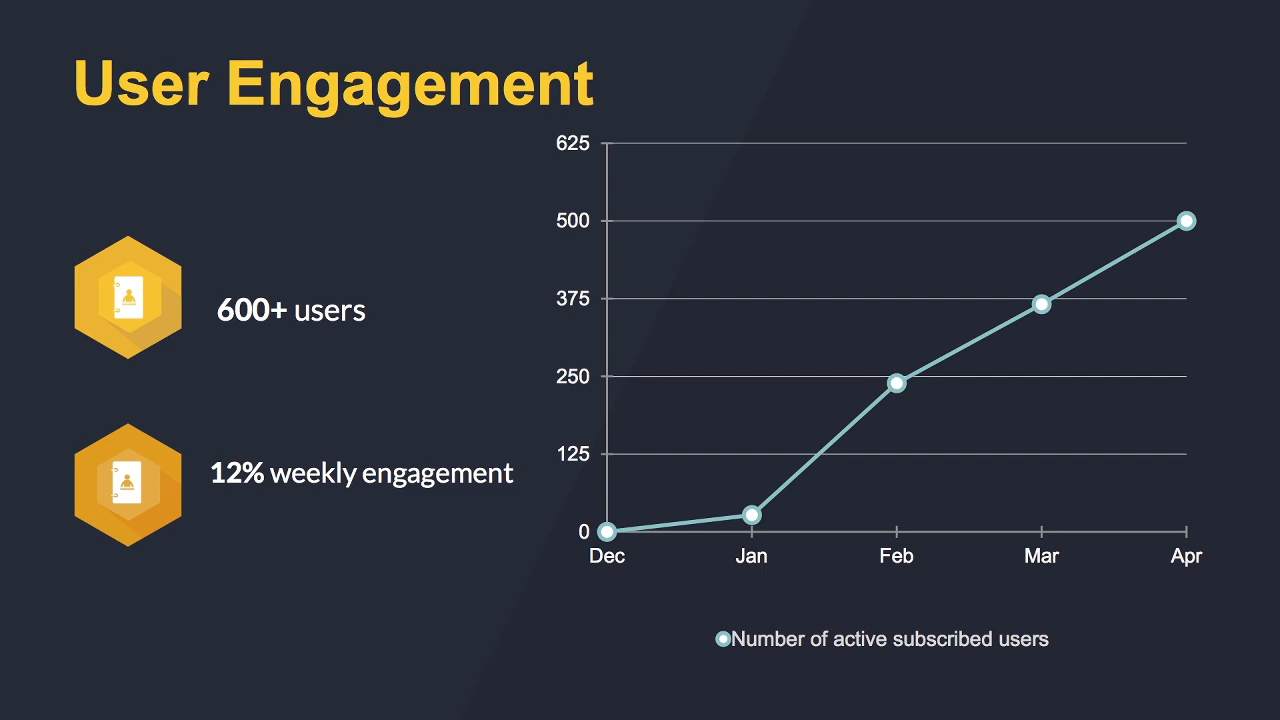 User Engagement
600+ users
12% weekly engagement
625
500
375
250
125
0
Dec Jan Feb Mar Apr
Number of active subscribed users